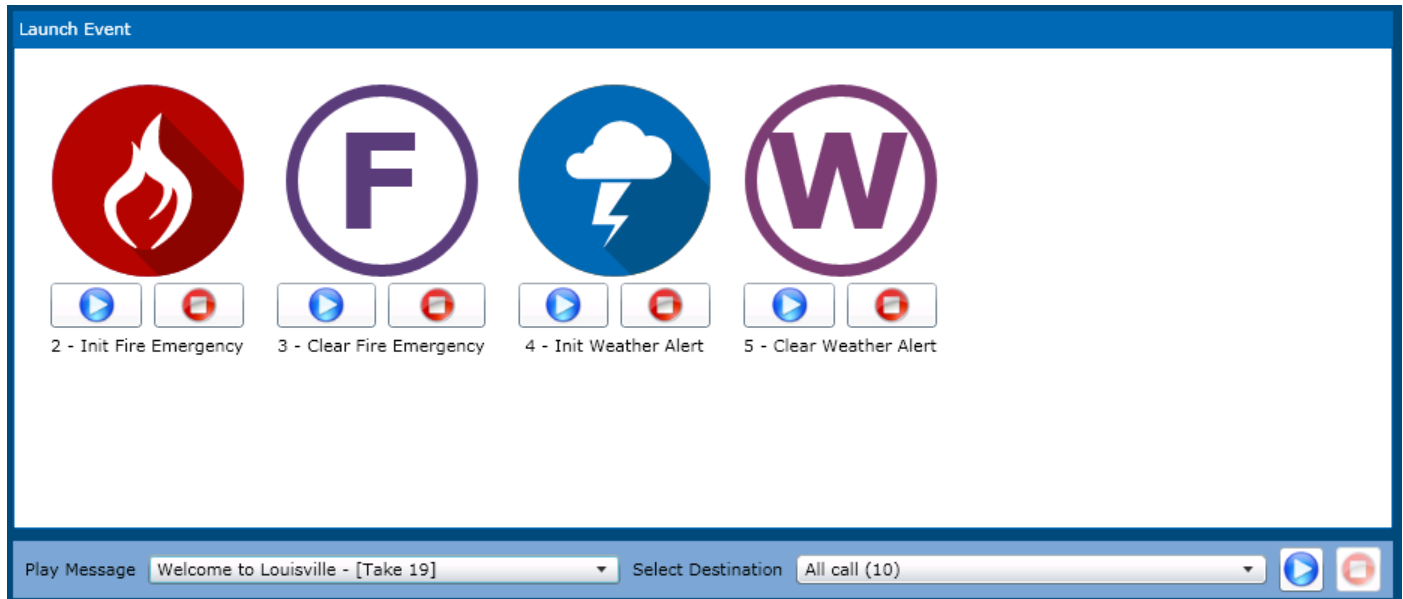 Launch Event
F
W
2 - Init Fire Emergency
3 - Clear Fire Emergency
4 - Init Weather Alert
5 - Clear Weather Alert
Play Message Welcome to Louisville - [Take 19] Select Destination All call (10)